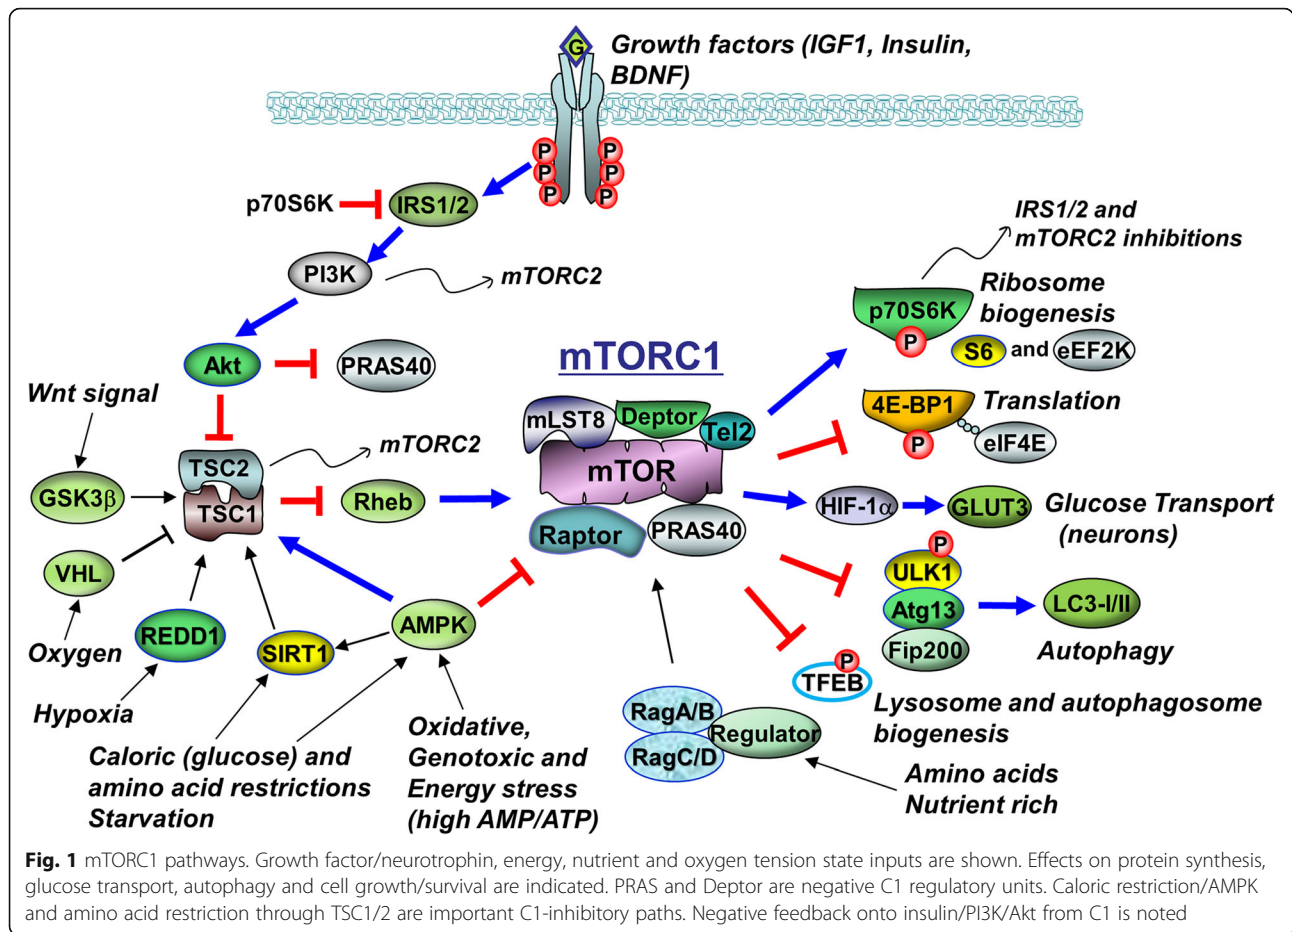 G
Growth factors (IGF1, Insulin,
BDNF)
P
P
P
P
P
P
p70S6K
IRS1/2
PI3K
mTORC2
Akt
PRAS40
Wnt signal
TSC2
mTORC2
GSK3β
TSC1
Rheb
VHL
REDD1
Oxygen
SIRT1
AMPK
Hypoxia
Caloric (glucose) and
amino acid restrictions
Starvation
Oxidative,
Genotoxic and
Energy stress
(high AMP/ATP)
mTORC1
mLST8
Deptor
Tel2
mTOR
Raptor
PRAS40
RagA/B
RagC/D
Regulator
Amino acids
Nutrient rich
IRS1/2 and
mTORC2 inhibitions
p70S6K
P
Ribosome
biogenesis
S6 and eEF2K
4E-BP1
P
Translation
eIF4E
HIF-1α
GLUT3
Glucose Transport
(neurons)
P
ULK1
Atg13
Fip200
LC3-I/II
Autophagy
P
TFEB
Lysosome and autophagosome
biogenesis
Fig. 1 mTORC1 pathways. Growth factor/neurotrophin, energy, nutrient and oxygen tension state inputs are shown. Effects on protein synthesis,
glucose transport, autophagy and cell growth/survival are indicated. PRAS and Deptor are negative C1 regulatory units. Caloric restriction/AMPK
and amino acid restriction through TSC1/2 are important C1-inhibitory paths. Negative feedback onto insulin/PI3K/Akt from C1 is noted